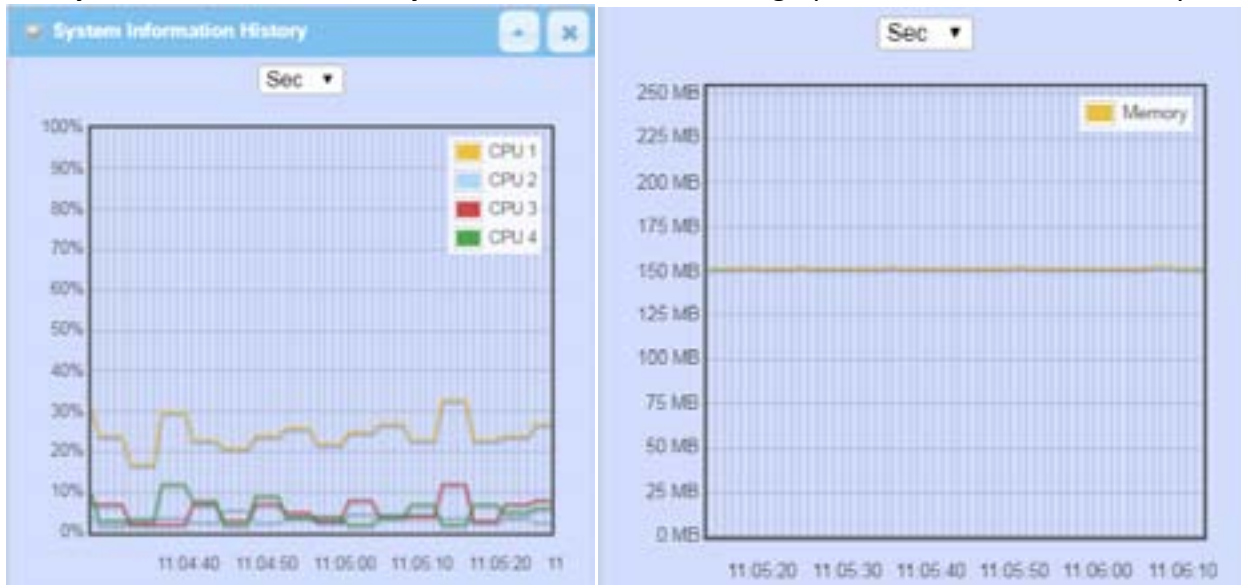 System Information History
Sec
100%
90%
80%
70%
60%
50%
40%
30%
20%
10%
0%
CPU 1
CPU 2
CPU 3
CPU 4
11:04:40 11:04:50 11:05:00 11:05:10 11:05:20 11
Sec
250 MB
225 MB
200 MB
175 MB
150 MB
125 MB
100 MB
75 MB
50 MB
25 MB
0 MB
Memory
11:05:20 11:05:30 11:05:40 11:05:50 11:06:00 11:06:10